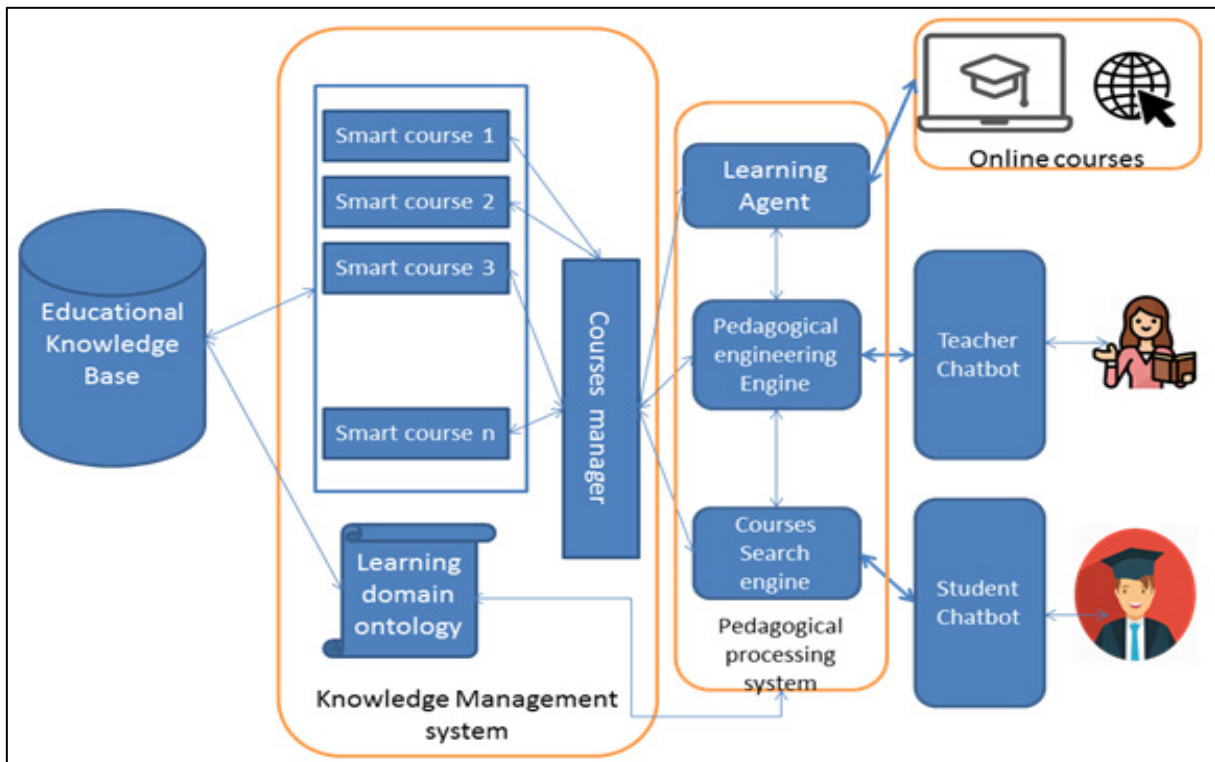 Educational
Knowledge
Base
Smart course 1
Smart course 2
Smart course 3
Smart course n
Learning
domain
ontology
Knowledge Management
system
Courses manager
Learning
Agent
Pedagogical
engineering
Engine
Courses
Search
engine
Pedagogical
processing
system
Online courses
Teacher
Chatbot
Student
Chatbot